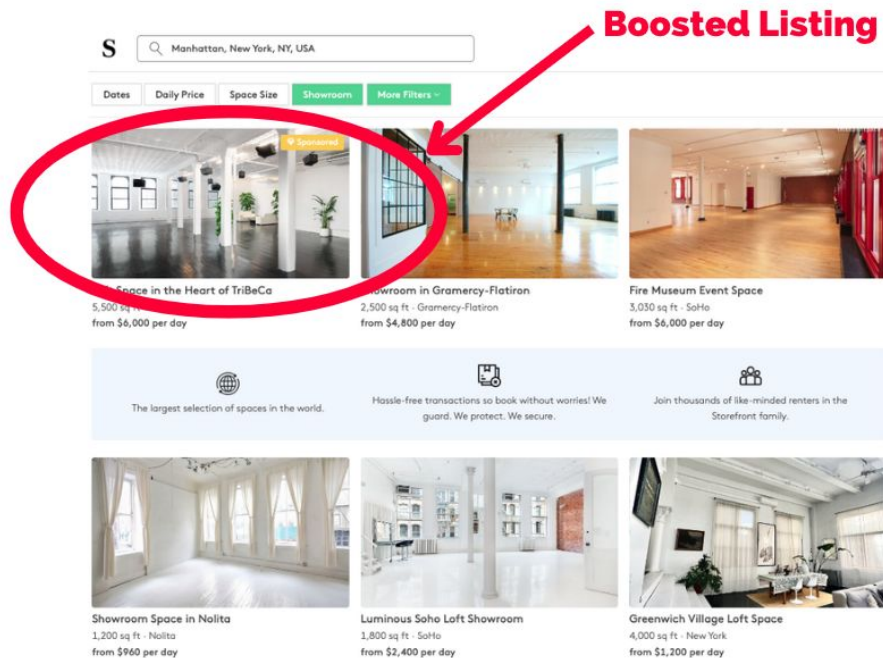 Boosted Listing
S
Manhattan, New York, NY, USA
Dates
Daily Price
Space Size
Showroom
More Filters
Sponsored
Space in the Heart of TriBeCa
Showroom in Gramercy-Flatiron
Fire Museum Event Space
5,500 sq ft
2,500 sq ft · Gramercy-Flatiron
3,030 sq ft · SoHo
from $6,000 per day
from $4,800 per day
from $6,000 per day
The largest selection of spaces in the world.
Hassle-free transactions so book without worries! We
guard. We protect. We secure.
Join thousands of like-minded renters in the
Storefront family.
Showroom Space in Nolita
Luminous Soho Loft Showroom
Greenwich Village Loft Space
1,200 sq ft · Nolita
1,800 sq ft · SoHo
4,000 sq ft · New York
from $960 per day
from $2,400 per day
from $1,200 per day